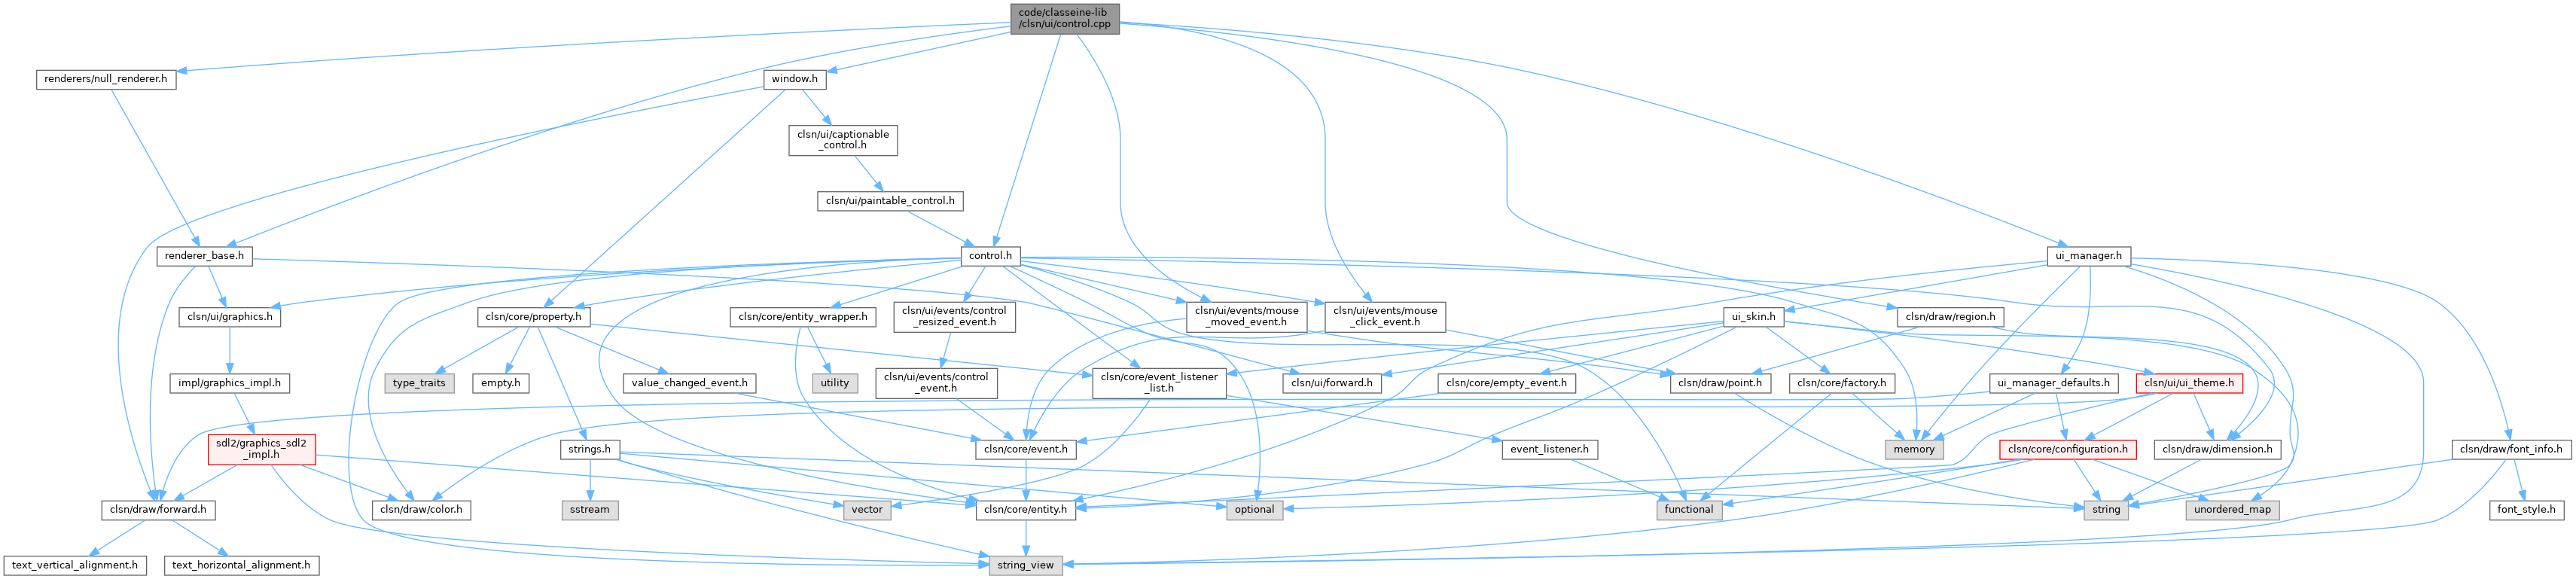 code/classeine-lib
/clsn/ui/control.cpp
renderers/null_renderer.h
window.h
clsn/ui/captionable
_control.h
clsn/ui/paintable_control.h
renderer_base.h
control.h
ui_manager.h
clsn/ui/graphics.h
clsn/core/property.h
clsn/core/entity_wrapper.h
clsn/ui/events/control
_resized_event.h
clsn/ui/events/mouse
_moved_event.h
clsn/ui/events/mouse
_click_event.h
ui_skin.h
clsn/draw/region.h
impl/graphics_impl.h
type_traits
empty.h
value_changed_event.h
utility
clsn/ui/events/control
_event.h
clsn/core/event_listener
_list.h
clsn/ui/forward.h
clsn/core/empty_event.h
clsn/draw/point.h
clsn/core/factory.h
ui_manager_defaults.h
clsn/ui/ui_theme.h
sdl2/graphics_sdl2
_impl.h
strings.h
clsn/core/event.h
event_listener.h
memory
clsn/core/configuration.h
clsn/draw/dimension.h
clsn/draw/font_info.h
clsn/draw/forward.h
clsn/draw/color.h
sstream
vector
clsn/core/entity.h
optional
functional
string
unordered_map
font_style.h
text_vertical_alignment.h
text_horizontal_alignment.h
string_view